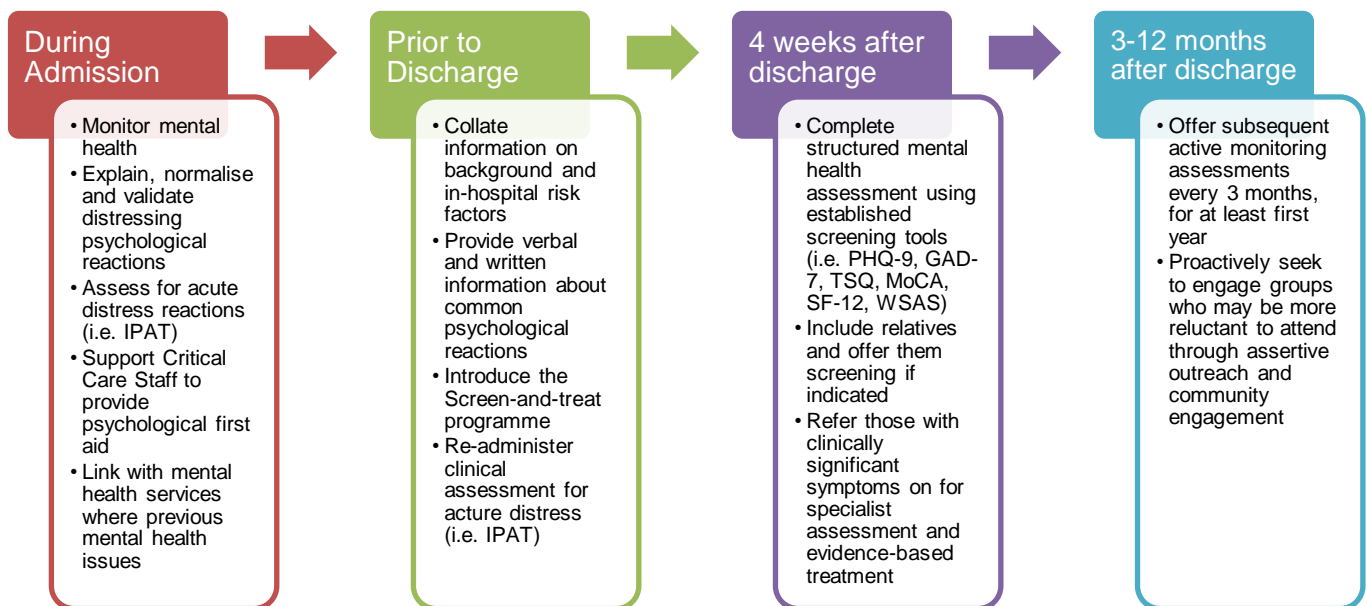 During
Admission
• Monitor mental
health
• Explain, normalise
and validate
distressing
psychological
reactions
• Assess for acute
distress reactions
(i.e. IPAT)
• Support Critical
Care Staff to
provide
psychological first
aid
• Link with mental
health services
where previous
mental health
issues
Prior to
Discharge
• Collate
information on
background and
in-hospital risk
factors
• Provide verbal
and written
information about
common
psychological
reactions
• Introduce the
Screen-and-treat
programme
• Re-administer
clinical
assessment for
acture distress
(i.e. IPAT)
4 weeks after
discharge
• Complete
structured mental
health
assessment using
established
screening tools
(i.e. PHQ-9, GAD-
7, TSQ, MoCA,
SF-12, WSAS)
• Include relatives
and offer them
screening if
indicated
• Refer those with
clinically
significant
symptoms on for
specialist
assessment and
evidence-based
treatment
3-12 months
after discharge
• Offer subsequent
active monitoring
assessments
every 3 months,
for at least first
year
• Proactively seek
to engage groups
who may be more
reluctant to attend
through assertive
outreach and
community
engagement